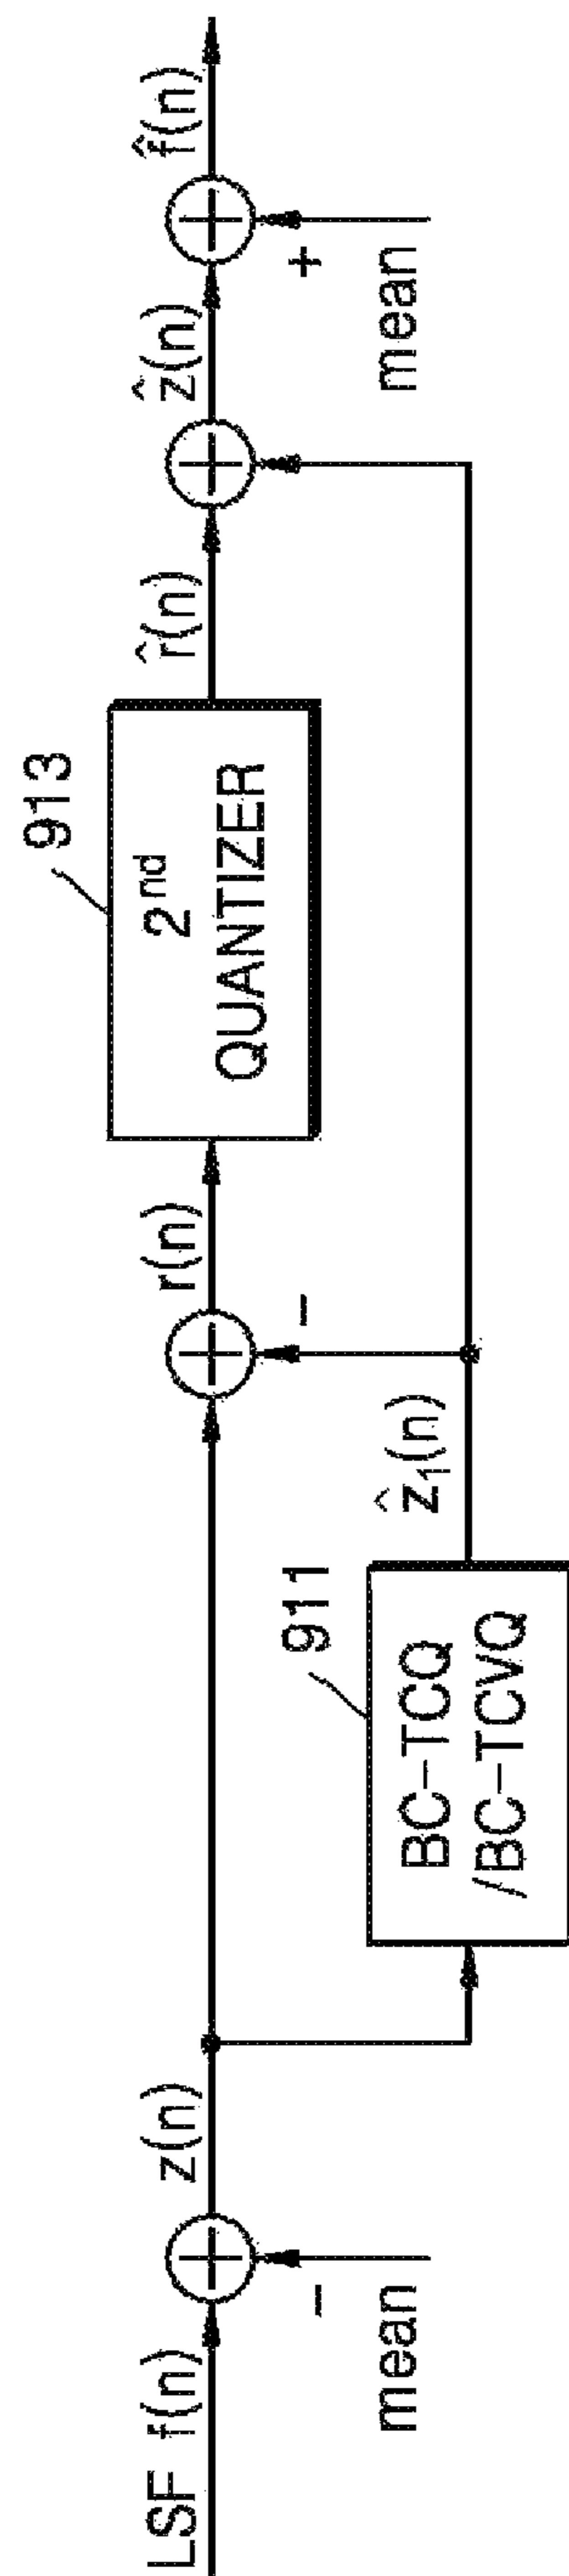 LSF f(n)
−
mean
z(n)
911
BC−TCQ
/BC−TCVQ
ẑ₁(n)
−
r(n)
913
2nd
QUANTIZER
r̂(n)
ẑ(n)
+
mean
f̂(n)